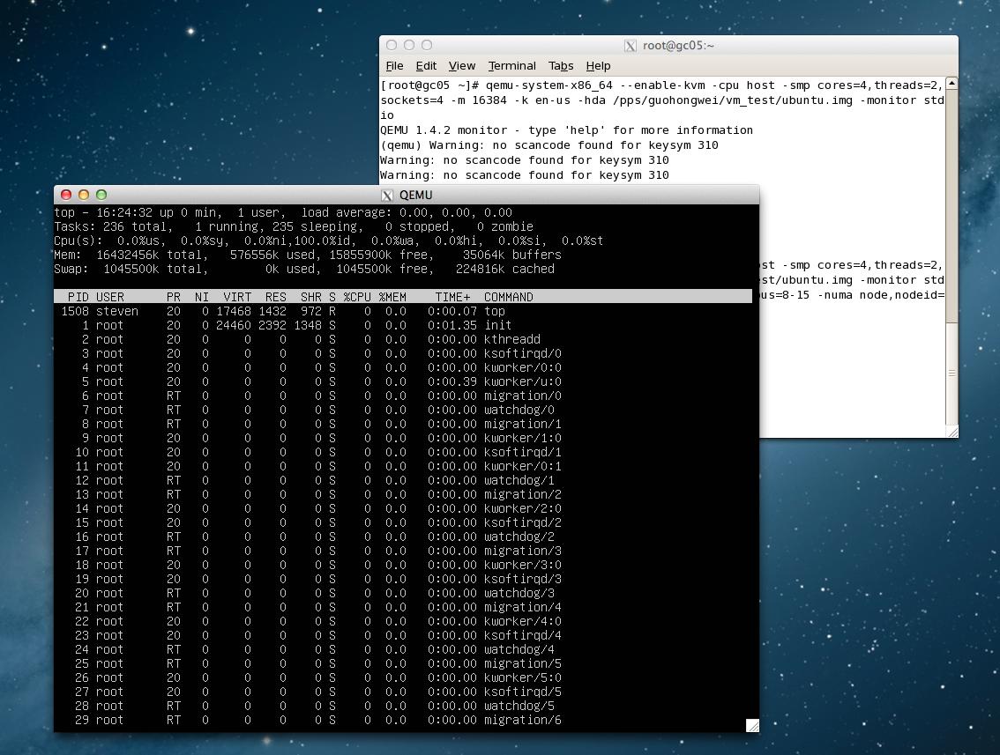 root@gc05:~
File Edit View Terminal Tabs Help
[root@gc05 ~]# qemu-system-x86_64 --enable-kvm -cpu host -smp cores=4,threads=2,
sockets=4 -m 16384 -k en-us -hda /pps/guohongwei/vm_test/ubuntu.img -monitor std
io
QEMU 1.4.2 monitor - type 'help' for more information
(qemu) Warning: no scancode found for keysym 310
Warning: no scancode found for keysym 310
Warning: no scancode found for keysym 310
ost -smp cores=4,threads=2,
est/ubuntu.img -monitor std
pus=8-15 -numa node,nodeid=
QEMU
top - 16:24:32 up 0 min,  1 user,  load average: 0.00, 0.00, 0.00
Tasks: 236 total,   1 running, 235 sleeping,   0 stopped,   0 zombie
Cpu(s):  0.0%us,  0.0%sy,  0.0%ni,100.0%id,  0.0%wa,  0.0%hi,  0.0%si,  0.0%st
Mem:  16432456k total,   576556k used, 15855900k free,    35064k buffers
Swap:  1045500k total,        0k used,  1045500k free,   224816k cached
PID USER      PR  NI  VIRT  RES  SHR S %CPU %MEM    TIME+  COMMAND
1508 steven    20   0 17468 1432  972 R    0  0.0   0:00.07 top
1 root      20   0 24460 2392 1348 S    0  0.0   0:01.35 init
2 root      20   0     0    0    0 S    0  0.0   0:00.00 kthreadd
3 root      20   0     0    0    0 S    0  0.0   0:00.00 ksoftirqd/0
4 root      20   0     0    0    0 S    0  0.0   0:00.00 kworker/0:0
5 root      20   0     0    0    0 S    0  0.0   0:00.39 kworker/u:0
6 root      RT   0     0    0    0 S    0  0.0   0:00.00 migration/0
7 root      RT   0     0    0    0 S    0  0.0   0:00.00 watchdog/0
8 root      RT   0     0    0    0 S    0  0.0   0:00.00 migration/1
9 root      20   0     0    0    0 S    0  0.0   0:00.00 kworker/1:0
10 root      20   0     0    0    0 S    0  0.0   0:00.00 ksoftirqd/1
11 root      20   0     0    0    0 S    0  0.0   0:00.00 kworker/0:1
12 root      RT   0     0    0    0 S    0  0.0   0:00.00 watchdog/1
13 root      RT   0     0    0    0 S    0  0.0   0:00.00 migration/2
14 root      20   0     0    0    0 S    0  0.0   0:00.00 kworker/2:0
15 root      20   0     0    0    0 S    0  0.0   0:00.00 ksoftirqd/2
16 root      RT   0     0    0    0 S    0  0.0   0:00.00 watchdog/2
17 root      RT   0     0    0    0 S    0  0.0   0:00.00 migration/3
18 root      20   0     0    0    0 S    0  0.0   0:00.00 kworker/3:0
19 root      20   0     0    0    0 S    0  0.0   0:00.00 ksoftirqd/3
20 root      RT   0     0    0    0 S    0  0.0   0:00.00 watchdog/3
21 root      RT   0     0    0    0 S    0  0.0   0:00.00 migration/4
22 root      20   0     0    0    0 S    0  0.0   0:00.00 kworker/4:0
23 root      20   0     0    0    0 S    0  0.0   0:00.00 ksoftirqd/4
24 root      RT   0     0    0    0 S    0  0.0   0:00.00 watchdog/4
25 root      RT   0     0    0    0 S    0  0.0   0:00.00 migration/5
26 root      20   0     0    0    0 S    0  0.0   0:00.00 kworker/5:0
27 root      20   0     0    0    0 S    0  0.0   0:00.00 ksoftirqd/5
28 root      RT   0     0    0    0 S    0  0.0   0:00.00 watchdog/5
29 root      RT   0     0    0    0 S    0  0.0   0:00.00 migration/6